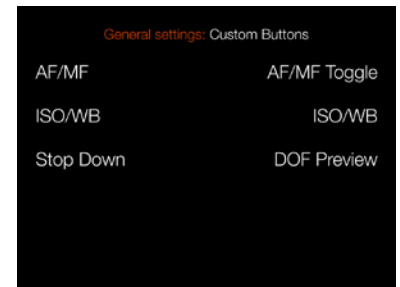 General settings: Custom Buttons
AF/MF AF/MF Toggle
ISO/WB ISO/WB
Stop Down DOF Preview